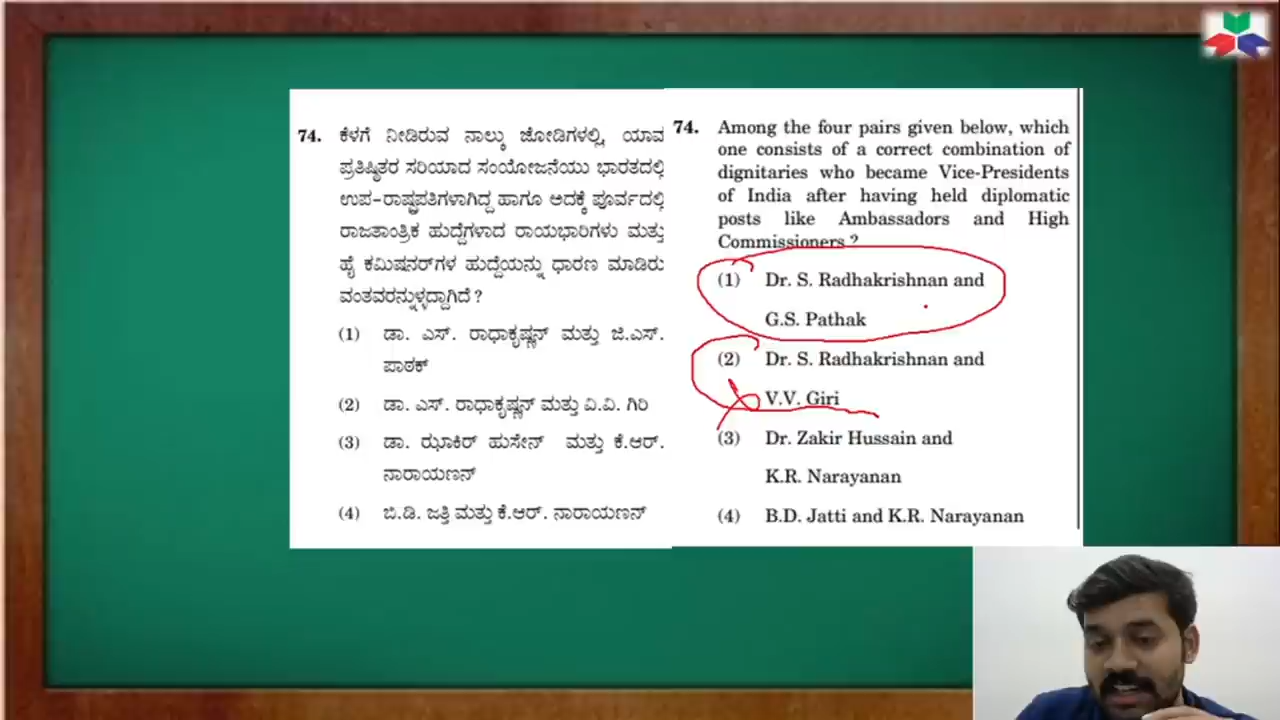 74. ಕೆಳಗೆ ನೀಡಿರುವ ನಾಲ್ಕು ಜೋಡಿಗಳಲ್ಲಿ, ಯಾವ
ಪ್ರತಿಷ್ಠಿತರ ಸರಿಯಾದ ಸಂಯೋಜನೆಯು ಭಾರತದಲ್ಲಿ
ಉಪ-ರಾಷ್ಟ್ರಪತಿಗಳಾಗಿದ್ದ ಹಾಗೂ ಅದಕ್ಕೆ ಪೂರ್ವದಲ್ಲಿ
ರಾಜತಾಂತ್ರಿಕ ಹುದ್ದೆಗಳಾದ ರಾಯಭಾರಿಗಳು ಮತ್ತು
ಹೈ ಕಮಿಷನರ್‌ಗಳ ಹುದ್ದೆಯನ್ನು ಧಾರಣ ಮಾಡಿರು
ವಂತವರನ್ನುಳ್ಳದ್ದಾಗಿದೆ ?
(1) ಡಾ. ಎಸ್. ರಾಧಾಕೃಷ್ಣನ್ ಮತ್ತು ಜಿ.ಎಸ್.
ಪಾಠಕ್
(2) ಡಾ. ಎಸ್. ರಾಧಾಕೃಷ್ಣನ್ ಮತ್ತು ವಿ.ವಿ. ಗಿರಿ
(3) ಡಾ. ಝಾಕಿರ್ ಹುಸೇನ್ ಮತ್ತು ಕೆ.ಆರ್.
ನಾರಾಯಣನ್
(4) ಬಿ.ಡಿ. ಜತ್ತಿ ಮತ್ತು ಕೆ.ಆರ್. ನಾರಾಯಣನ್
74. Among the four pairs given below, which
one consists of a correct combination of
dignitaries who became Vice-Presidents
of India after having held diplomatic
posts like Ambassadors and High
Commissioners ?
(1) Dr. S. Radhakrishnan and
G.S. Pathak
(2) Dr. S. Radhakrishnan and
V.V. Giri
(3) Dr. Zakir Hussain and
K.R. Narayanan
(4) B.D. Jatti and K.R. Narayanan